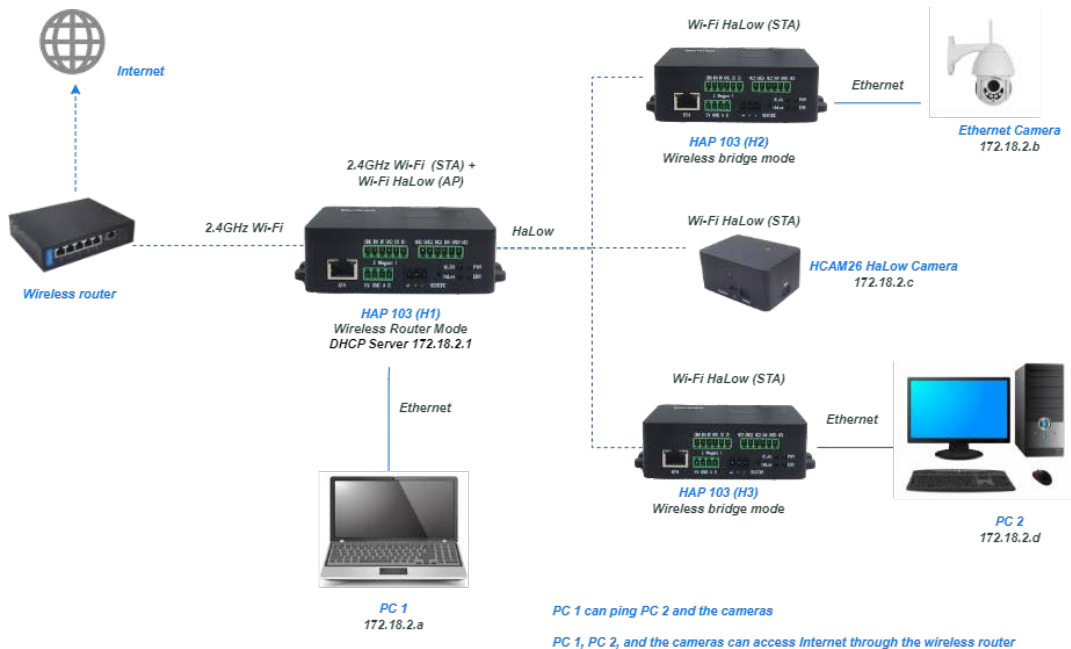 Wi-Fi HaLow (STA)
Internet
Ethernet
Ethernet Camera
172.18.2.b
HAP 103 (H2)
Wireless bridge mode
2.4GHz Wi-Fi (STA) +
Wi-Fi HaLow (AP)
2.4GHz Wi-Fi
HaLow
Wi-Fi HaLow (STA)
HCAM26 HaLow Camera
172.18.2.c
Wireless router
HAP 103 (H1)
Wireless Router Mode
DHCP Server 172.18.2.1
Ethernet
Wi-Fi HaLow (STA)
Ethernet
HAP 103 (H3)
Wireless bridge mode
PC 2
172.18.2.d
PC 1
172.18.2.a
PC 1 can ping PC 2 and the cameras
PC 1, PC 2, and the cameras can access Internet through the wireless router